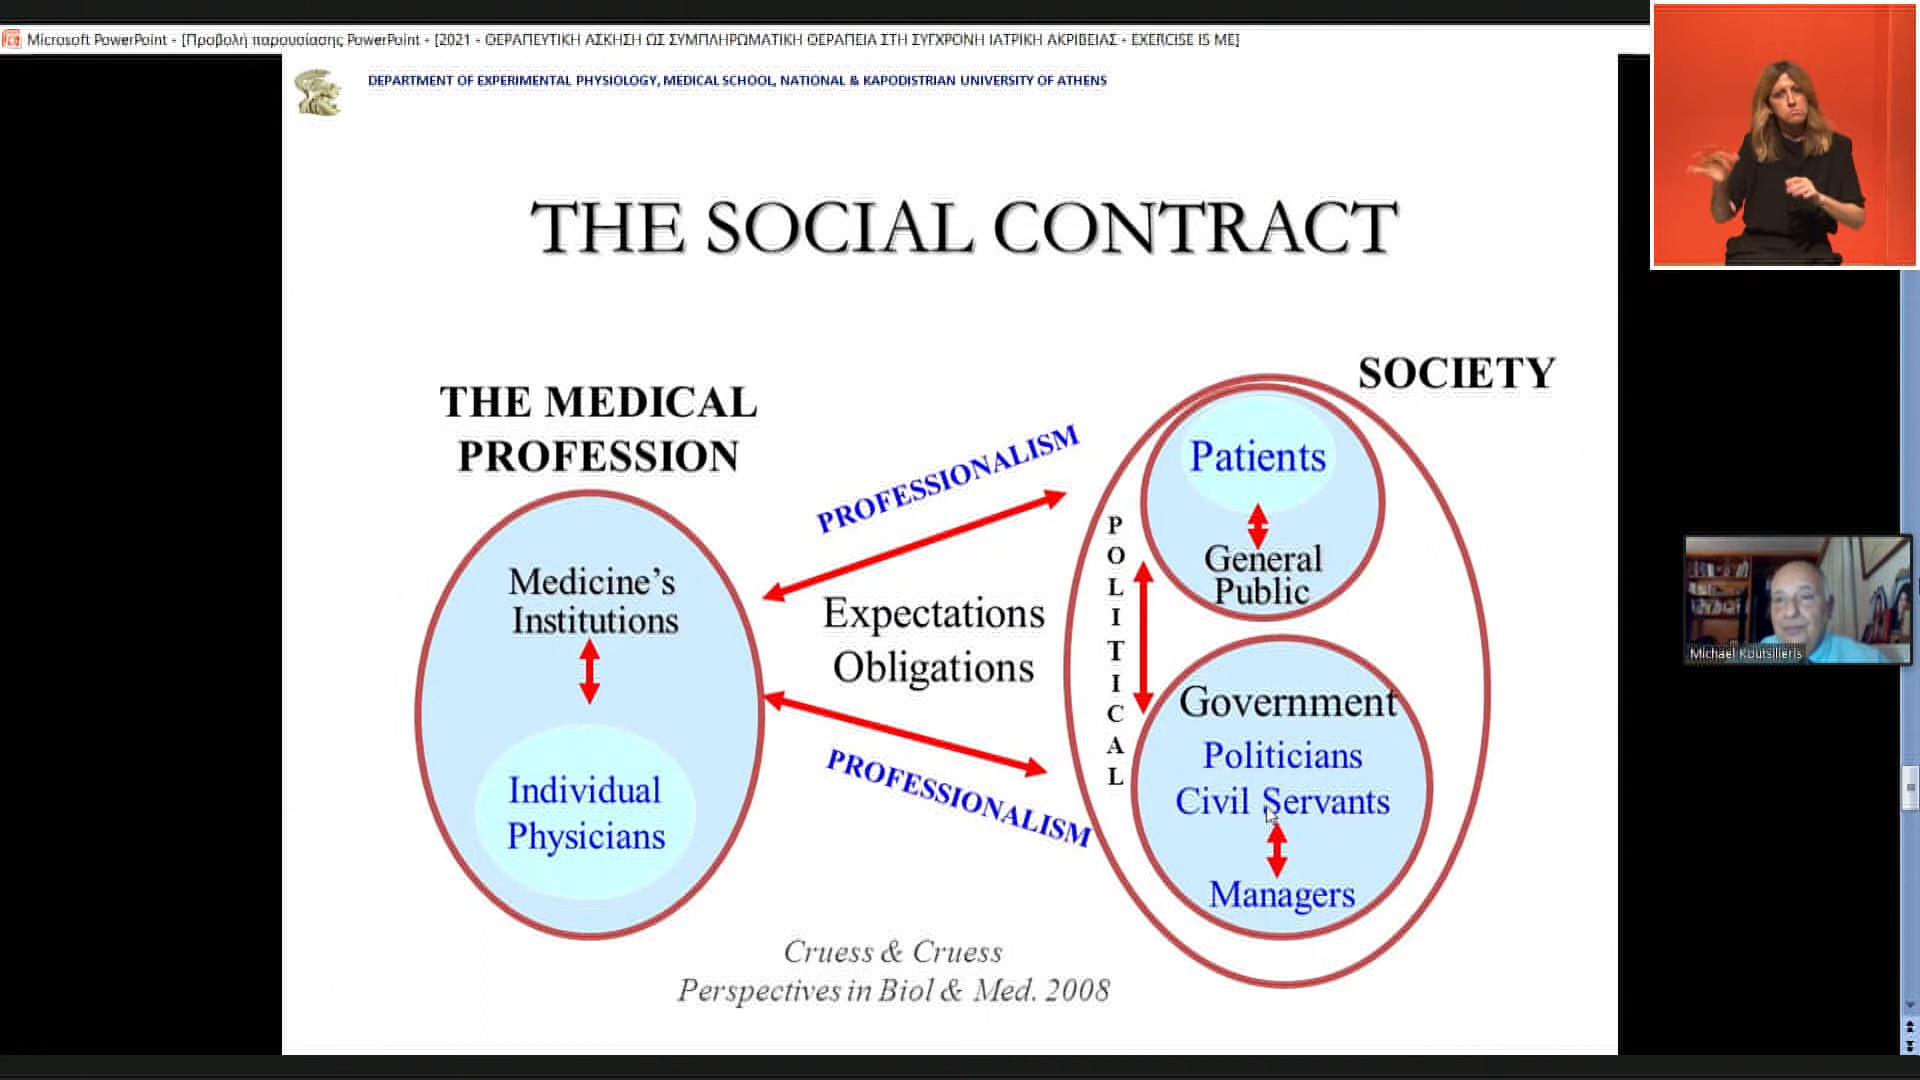 Microsoft PowerPoint - [Προβολή παρουσίασης PowerPoint - [2021 - ΘΕΡΑΠΕΥΤΙΚΗ ΑΣΚΗΣΗ ΩΣ ΣΥΜΠΛΗΡΩΜΑΤΙΚΗ ΘΕΡΑΠΕΙΑ ΣΤΗ ΣΥΓΧΡΟΝΗ ΙΑΤΡΙΚΗ ΑΚΡΙΒΕΙΑΣ - EXERCISE IS ME]
DEPARTMENT OF EXPERIMENTAL PHYSIOLOGY, MEDICAL SCHOOL, NATIONAL & KAPODISTRIAN UNIVERSITY OF ATHENS
THE SOCIAL CONTRACT
THE MEDICAL
PROFESSION
Medicine’s
Institutions
Individual
Physicians
PROFESSIONALISM
Expectations
Obligations
PROFESSIONALISM
SOCIETY
POLITICAL
Patients
General
Public
Government
Politicians
Civil Servants
Managers
Cruess & Cruess
Perspectives in Biol & Med. 2008
Michael Koutsilieris